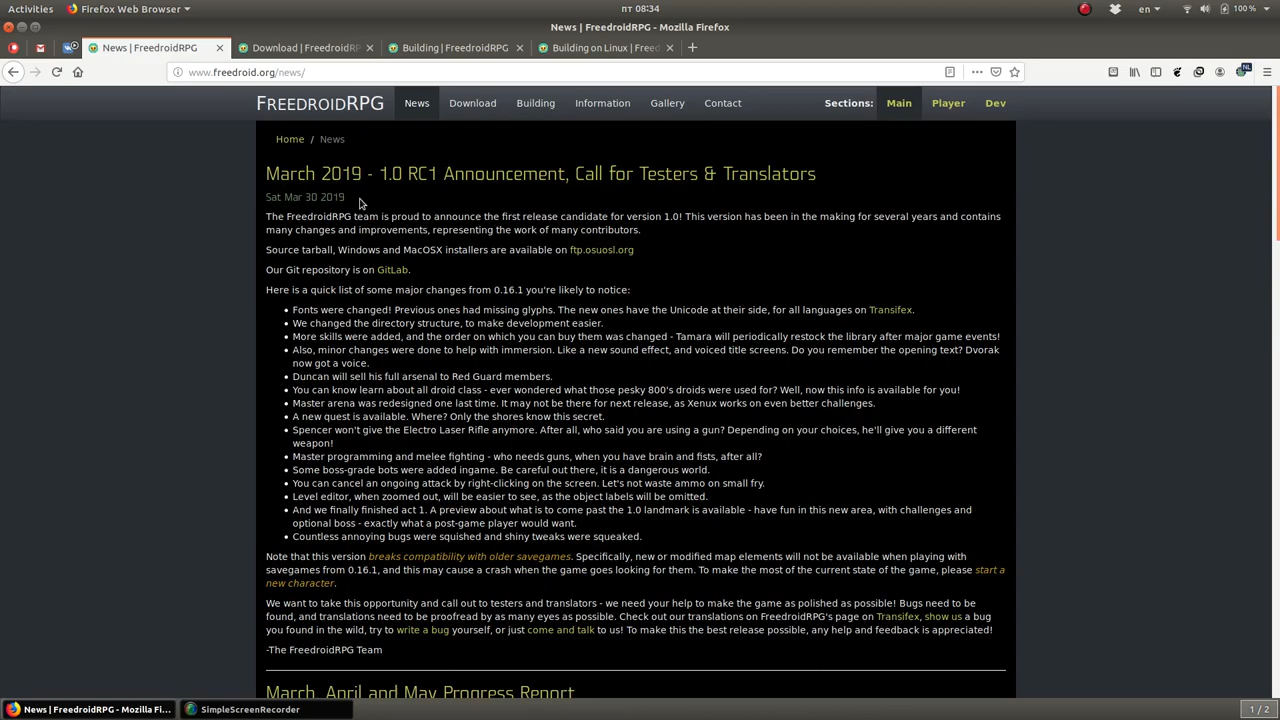 Activities Firefox Web Browser пт 08:34 en 100 %
News | FreedroidRPG - Mozilla Firefox
News | FreedroidRPG Download | FreedroidRP Building | FreedroidRPG Building on Linux | Freed
www.freedroid.org/news/ NL
FREEDROIDRPG News Download Building Information Gallery Contact Sections: Main Player Dev
Home / News
March 2019 - 1.0 RC1 Announcement, Call for Testers & Translators
Sat Mar 30 2019
The FreedroidRPG team is proud to announce the first release candidate for version 1.0! This version has been in the making for several years and contains
many changes and improvements, representing the work of many contributors.
Source tarball, Windows and MacOSX installers are available on ftp.osuosl.org
Our Git repository is on GitLab.
Here is a quick list of some major changes from 0.16.1 you're likely to notice:
• Fonts were changed! Previous ones had missing glyphs. The new ones have the Unicode at their side, for all languages on Transifex.
• We changed the directory structure, to make development easier.
• More skills were added, and the order on which you can buy them was changed - Tamara will periodically restock the library after major game events!
• Also, minor changes were done to help with immersion. Like a new sound effect, and voiced title screens. Do you remember the opening text? Dvorak
now got a voice.
• Duncan will sell his full arsenal to Red Guard members.
• You can know learn about all droid class - ever wondered what those pesky 800's droids were used for? Well, now this info is available for you!
• Master arena was redesigned one last time. It may not be there for next release, as Xenux works on even better challenges.
• A new quest is available. Where? Only the shores know this secret.
• Spencer won't give the Electro Laser Rifle anymore. After all, who said you are using a gun? Depending on your choices, he'll give you a different
weapon!
• Master programming and melee fighting - who needs guns, when you have brain and fists, after all?
• Some boss-grade bots were added ingame. Be careful out there, it is a dangerous world.
• You can cancel an ongoing attack by right-clicking on the screen. Let's not waste ammo on small fry.
• Level editor, when zoomed out, will be easier to see, as the object labels will be omitted.
• And we finally finished act 1. A preview about what is to come past the 1.0 landmark is available - have fun in this new area, with challenges and
optional boss - exactly what a post-game player would want.
• Countless annoying bugs were squished and shiny tweaks were squeaked.
Note that this version breaks compatibility with older savegames. Specifically, new or modified map elements will not be available when playing with
savegames from 0.16.1, and this may cause a crash when the game goes looking for them. To make the most of the current state of the game, please start a
new character.
We want to take this opportunity and call out to testers and translators - we need your help to make the game as polished as possible! Bugs need to be
found, and translations need to be proofread by as many eyes as possible. Check out our translations on FreedroidRPG's page on Transifex, show us a bug
you found in the wild, try to write a bug yourself, or just come and talk to us! To make this the best release possible, any help and feedback is appreciated!
-The FreedroidRPG Team
March, April and May Progress Report
News | FreedroidRPG - Mozilla Fi... SimpleScreenRecorder 1 / 2